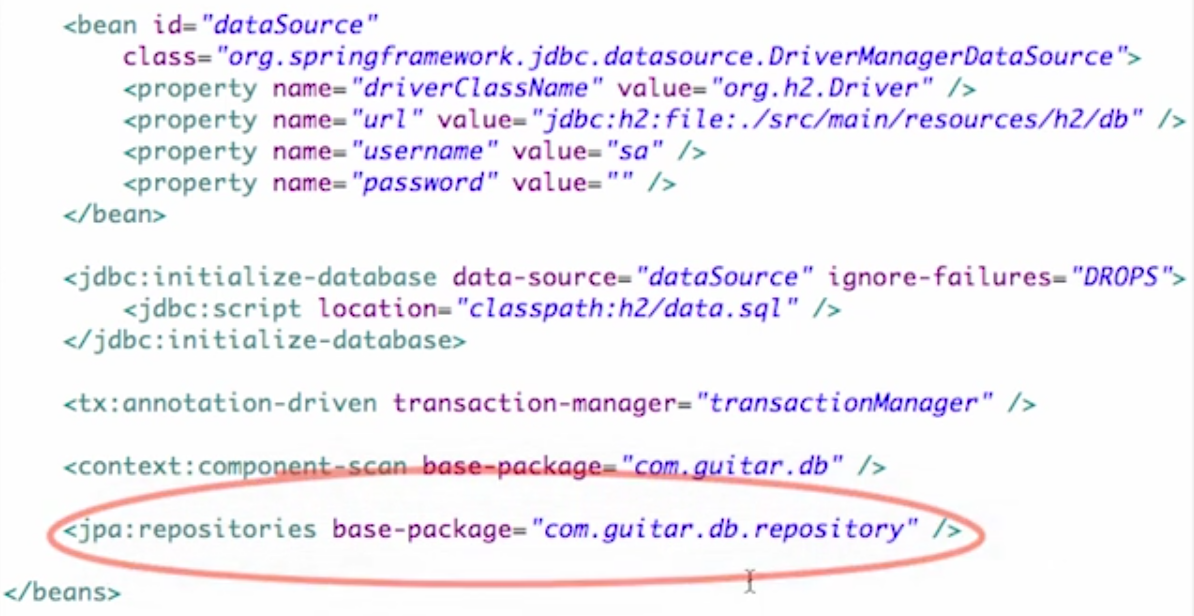 <bean id="dataSource"
class="org.springframework.jdbc.datasource.DriverManagerDataSource">
<property name="driverClassName" value="org.h2.Driver" />
<property name="url" value="jdbc:h2:file:./src/main/resources/h2/db" />
<property name="username" value="sa" />
<property name="password" value="" />
</bean>
<jdbc:initialize-database data-source="dataSource" ignore-failures="DROPS">
<jdbc:script location="classpath:h2/data.sql" />
</jdbc:initialize-database>
<tx:annotation-driven transaction-manager="transactionManager" />
<context:component-scan base-package="com.guitar.db" />
<jpa:repositories base-package="com.guitar.db.repository" />
</beans>